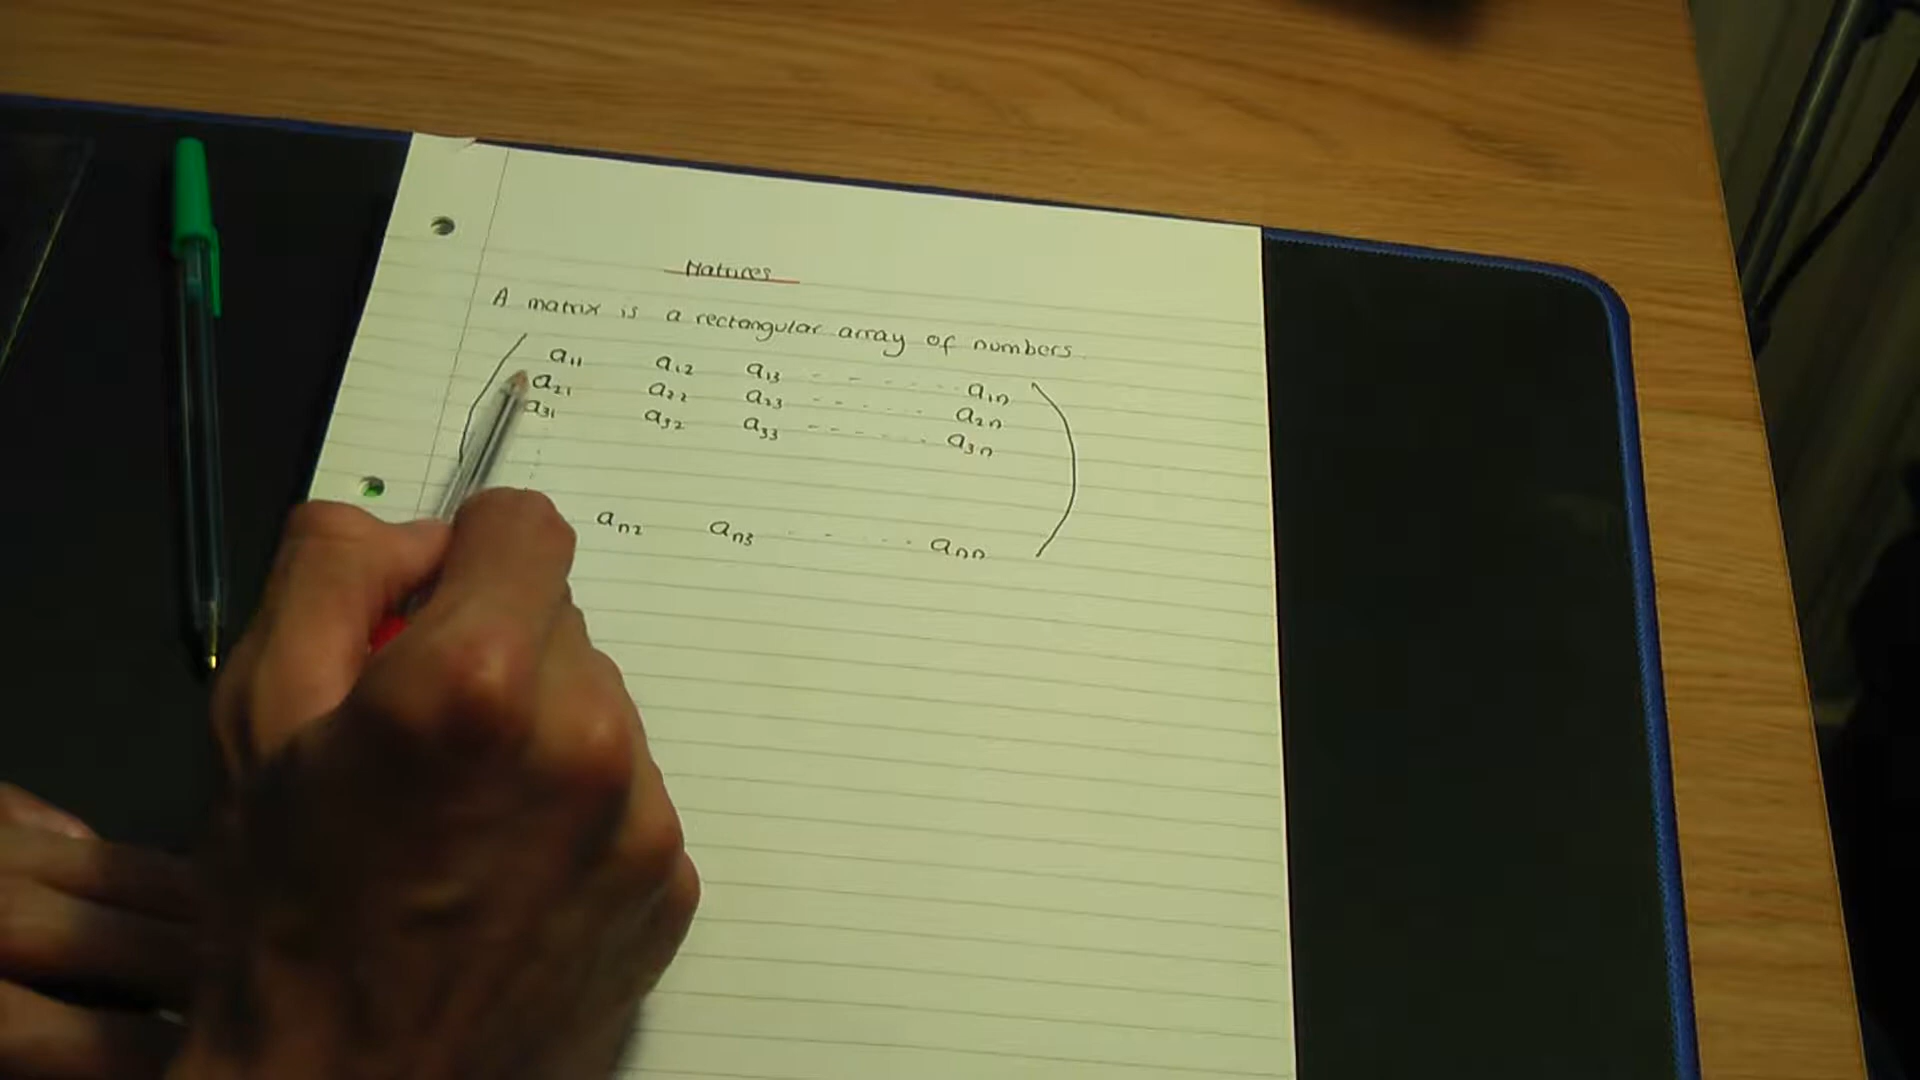 Matrices
A matrix is a rectangular array of numbers.
a₁₁ a₁₂ a₁₃ - - - - - - a₁ₙ
a₂₁ a₂₂ a₂₃ - - - - - - a₂ₙ
a₃₁ a₃₂ a₃₃ - - - - - - a₃ₙ
aₙ₂ aₙ₃ - - - - - aₙₙ